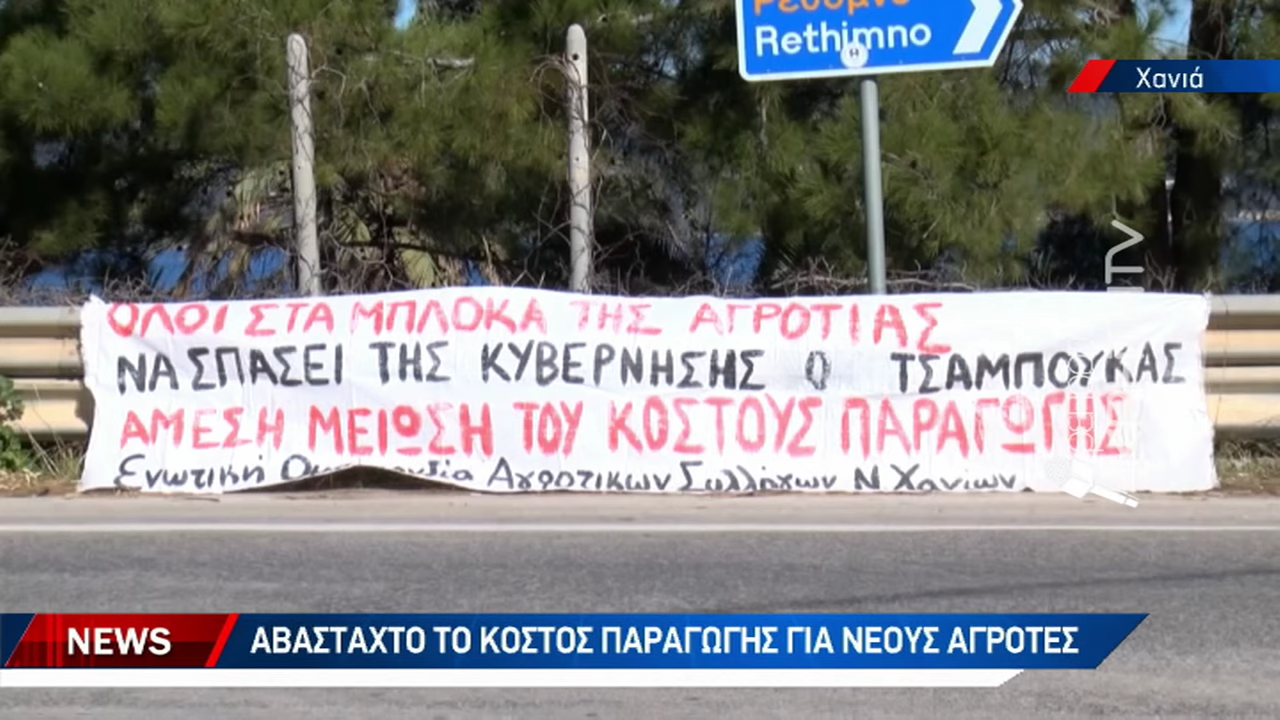 Ρέθυμνο
Rethimno
Χανιά
ΟΛΟΙ ΣΤΑ ΜΠΛΟΚΑ ΤΗΣ ΑΓΡΟΤΙΑΣ
ΝΑ ΣΠΑΣΕΙ ΤΗΣ ΚΥΒΕΡΝΗΣΗΣ Ο ΤΣΑΜΠΟΥΚΑΣ
ΑΜΕΣΗ ΜΕΙΩΣΗ ΤΟΥ ΚΟΣΤΟΥΣ ΠΑΡΑΓΩΓΗΣ
Ενωτική Αγροτικών Συλλόγων Ν Χανίων
NEWS
ΑΒΑΣΤΑΧΤΟ ΤΟ ΚΟΣΤΟΣ ΠΑΡΑΓΩΓΗΣ ΓΙΑ ΝΕΟΥΣ ΑΓΡΟΤΕΣ